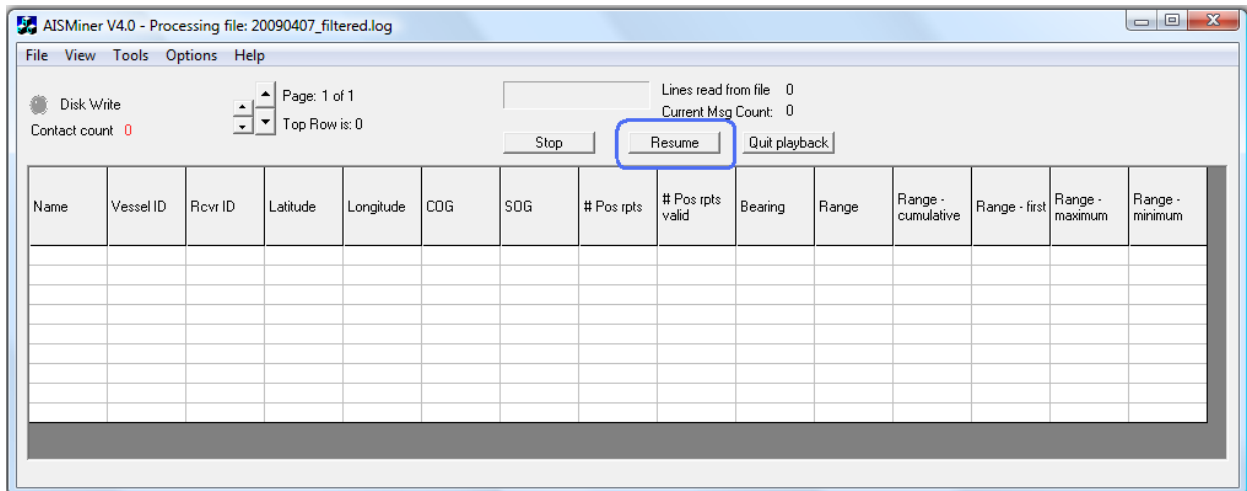 AISMiner V4.0 - Processing file: 20090407_filtered.log
File View Tools Options Help
Disk Write
Contact count 0
Page: 1 of 1
Top Row is: 0
Lines read from file 0
Current Msg Count: 0
Stop Resume Quit playback
Name Vessel ID Rcvr ID Latitude Longitude COG SOG # Pos rpts # Pos rpts valid Bearing Range Range - cumulative Range - first Range - maximum Range - minimum